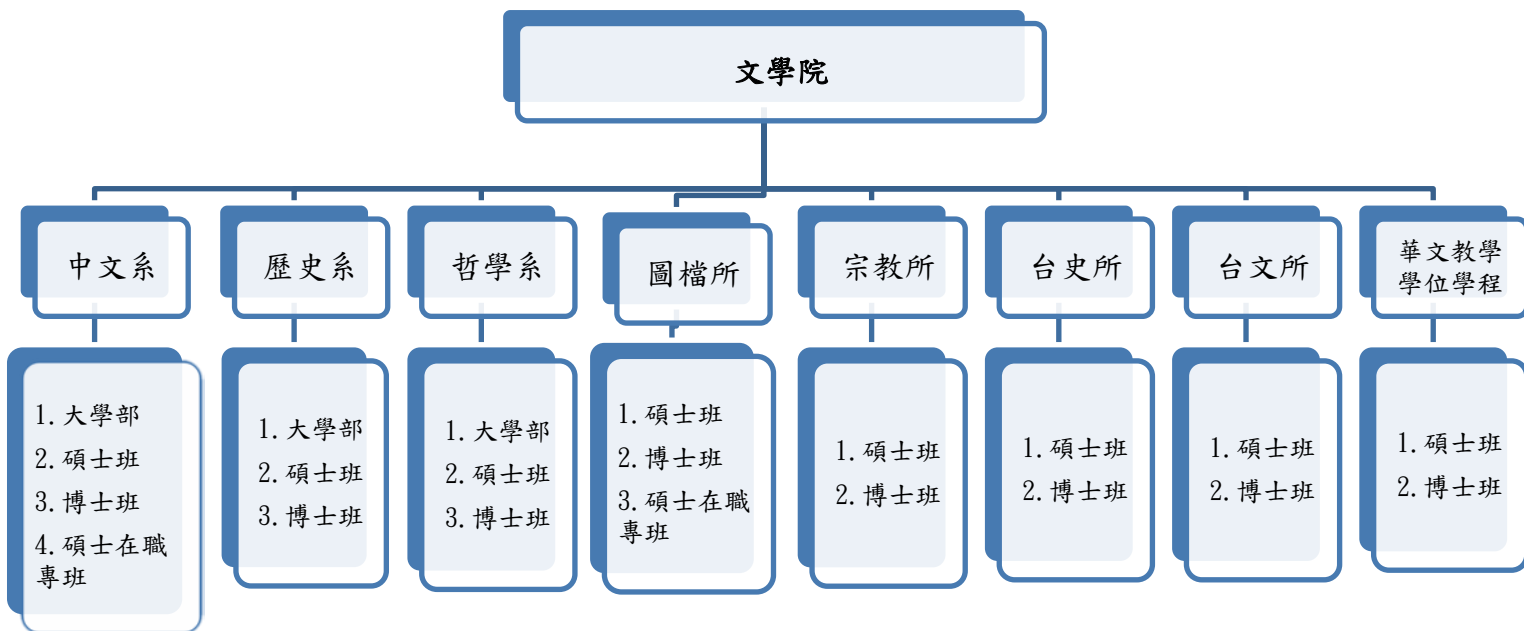 文學院
中文系
歷史系
哲學系
圖檔所
宗教所
台史所
台文所
華文教學
學位學程
1.大學部
2.碩士班
3.博士班
4.碩士在職
專班
1.大學部
2.碩士班
3.博士班
1.大學部
2.碩士班
3.博士班
1.碩士班
2.博士班
3.碩士在職
專班
1.碩士班
2.博士班
1.碩士班
2.博士班
1.碩士班
2.博士班
1.碩士班
2.博士班